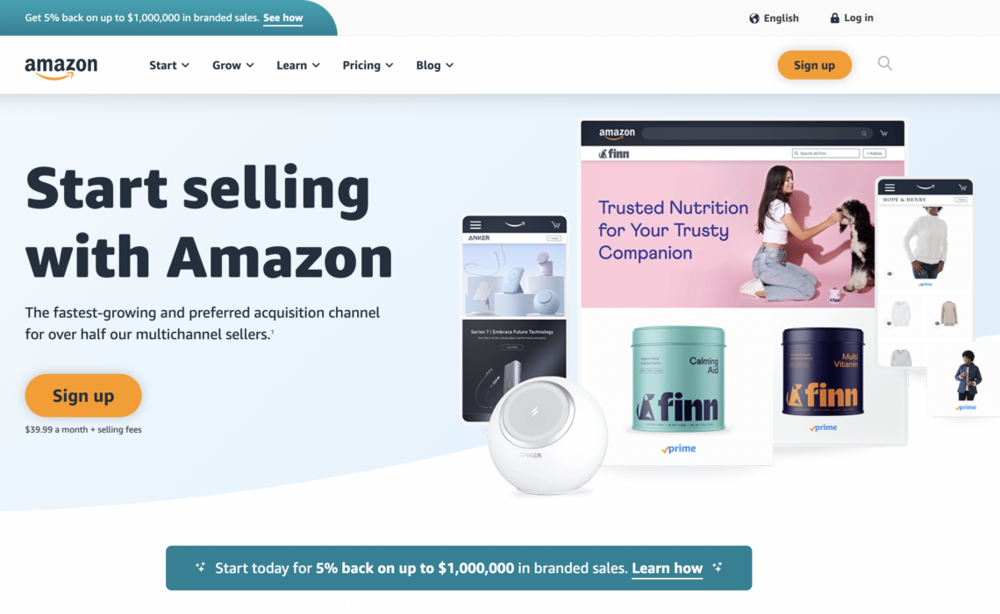 Get 5% back on up to $1,000,000 in branded sales. See how
English
Log in
amazon
Start
Grow
Learn
Pricing
Blog
Sign up
Start selling
with Amazon
The fastest-growing and preferred acquisition channel
for over half our multichannel sellers.¹
Sign up
$39.99 a month + selling fees
ANKER
Series 7 | Embrace Future Technology
ANKER
amazon
finn
Search all Finn
+ Follow
Trusted Nutrition
for Your Trusty
Companion
Calming
Aid
finn
prime
Multi
Vitamin
finn
prime
HOPE & HENRY
prime
prime
Start today for 5% back on up to $1,000,000 in branded sales. Learn how